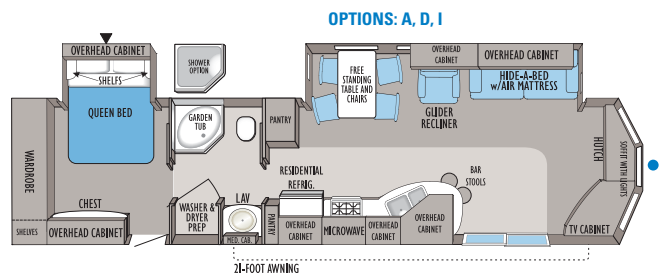 OPTIONS: A, D, I
OVERHEAD CABINET
SHELFS
QUEEN BED
WARDROBE
CHEST
SHELVES
OVERHEAD CABINET
SHOWER
OPTION
GARDEN
TUB
PANTRY
WASHER &
DRYER
PREP
LAV
MED. CAB.
RESIDENTIAL
REFRIG.
PANTRY
OVERHEAD
CABINET
MICROWAVE
OVERHEAD
CABINET
OVERHEAD
CABINET
BAR
STOOLS
FREE
STANDING
TABLE AND
CHAIRS
OVERHEAD
CABINET
OVERHEAD CABINET
GLIDER
RECLINER
HIDE-A-BED
w/AIR MATTRESS
HUTCH
SOFFIT WITH LIGHTS
TV CABINET
21-FOOT AWNING